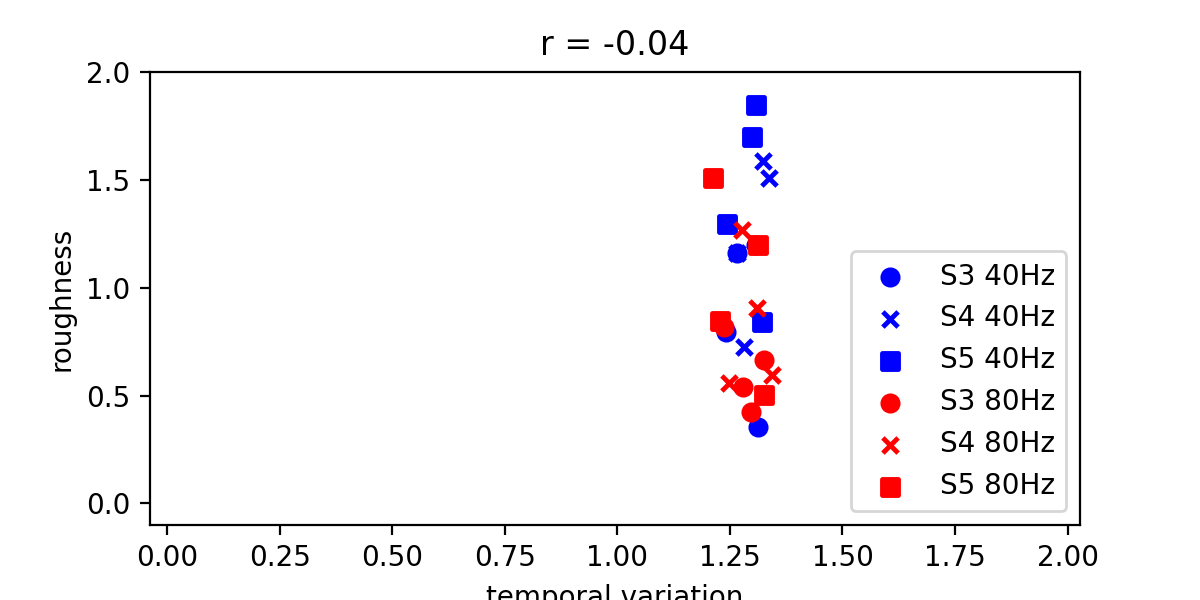 r = -0.04
2.0
1.5
1.0
0.5
0.0
roughness
S3 40Hz
S4 40Hz
S5 40Hz
S3 80Hz
S4 80Hz
S5 80Hz
0.00 0.25 0.50 0.75 1.00 1.25 1.50 1.75 2.00
temporal variation